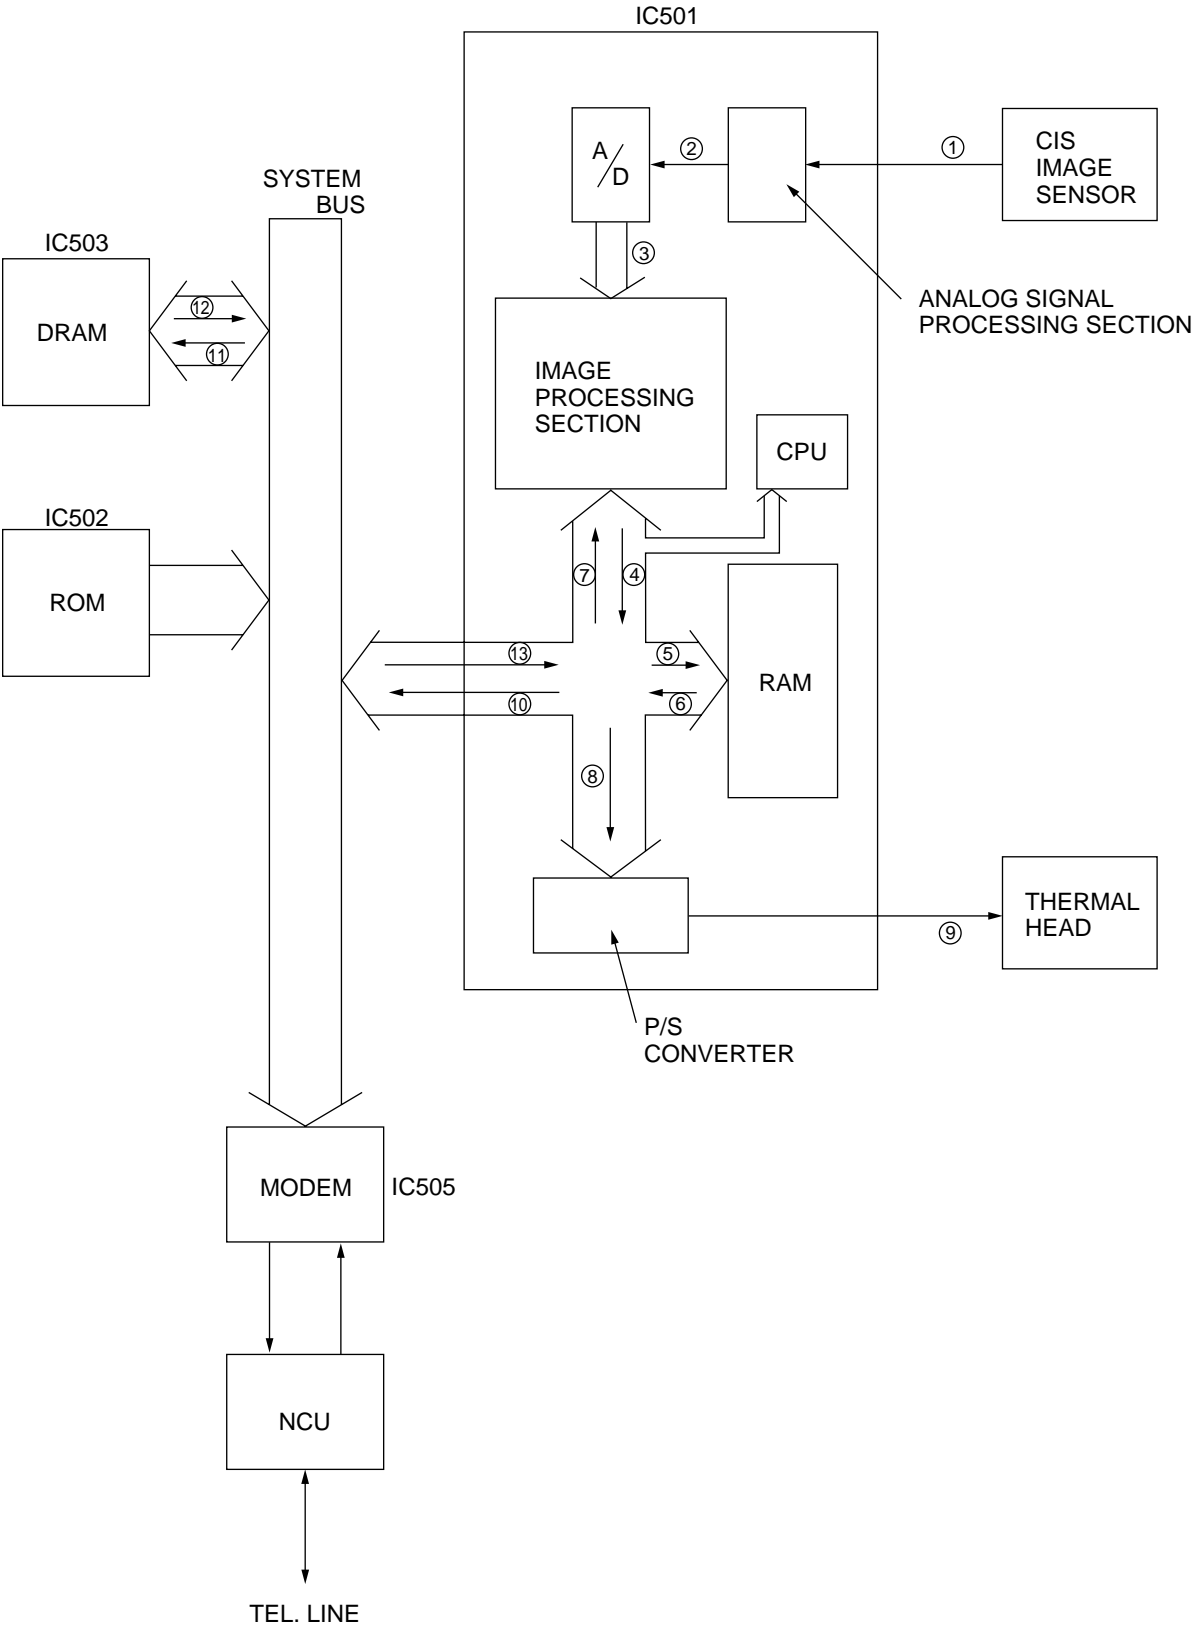 IC501
CIS
IMAGE
SENSOR
①
②
A/D
③
SYSTEM
BUS
IC503
DRAM
⑫
⑪
ANALOG SIGNAL
PROCESSING SECTION
IMAGE
PROCESSING
SECTION
CPU
IC502
ROM
⑦
④
⑬
⑤
RAM
⑩
⑥
⑧
THERMAL
HEAD
⑨
P/S
CONVERTER
MODEM
IC505
NCU
TEL. LINE